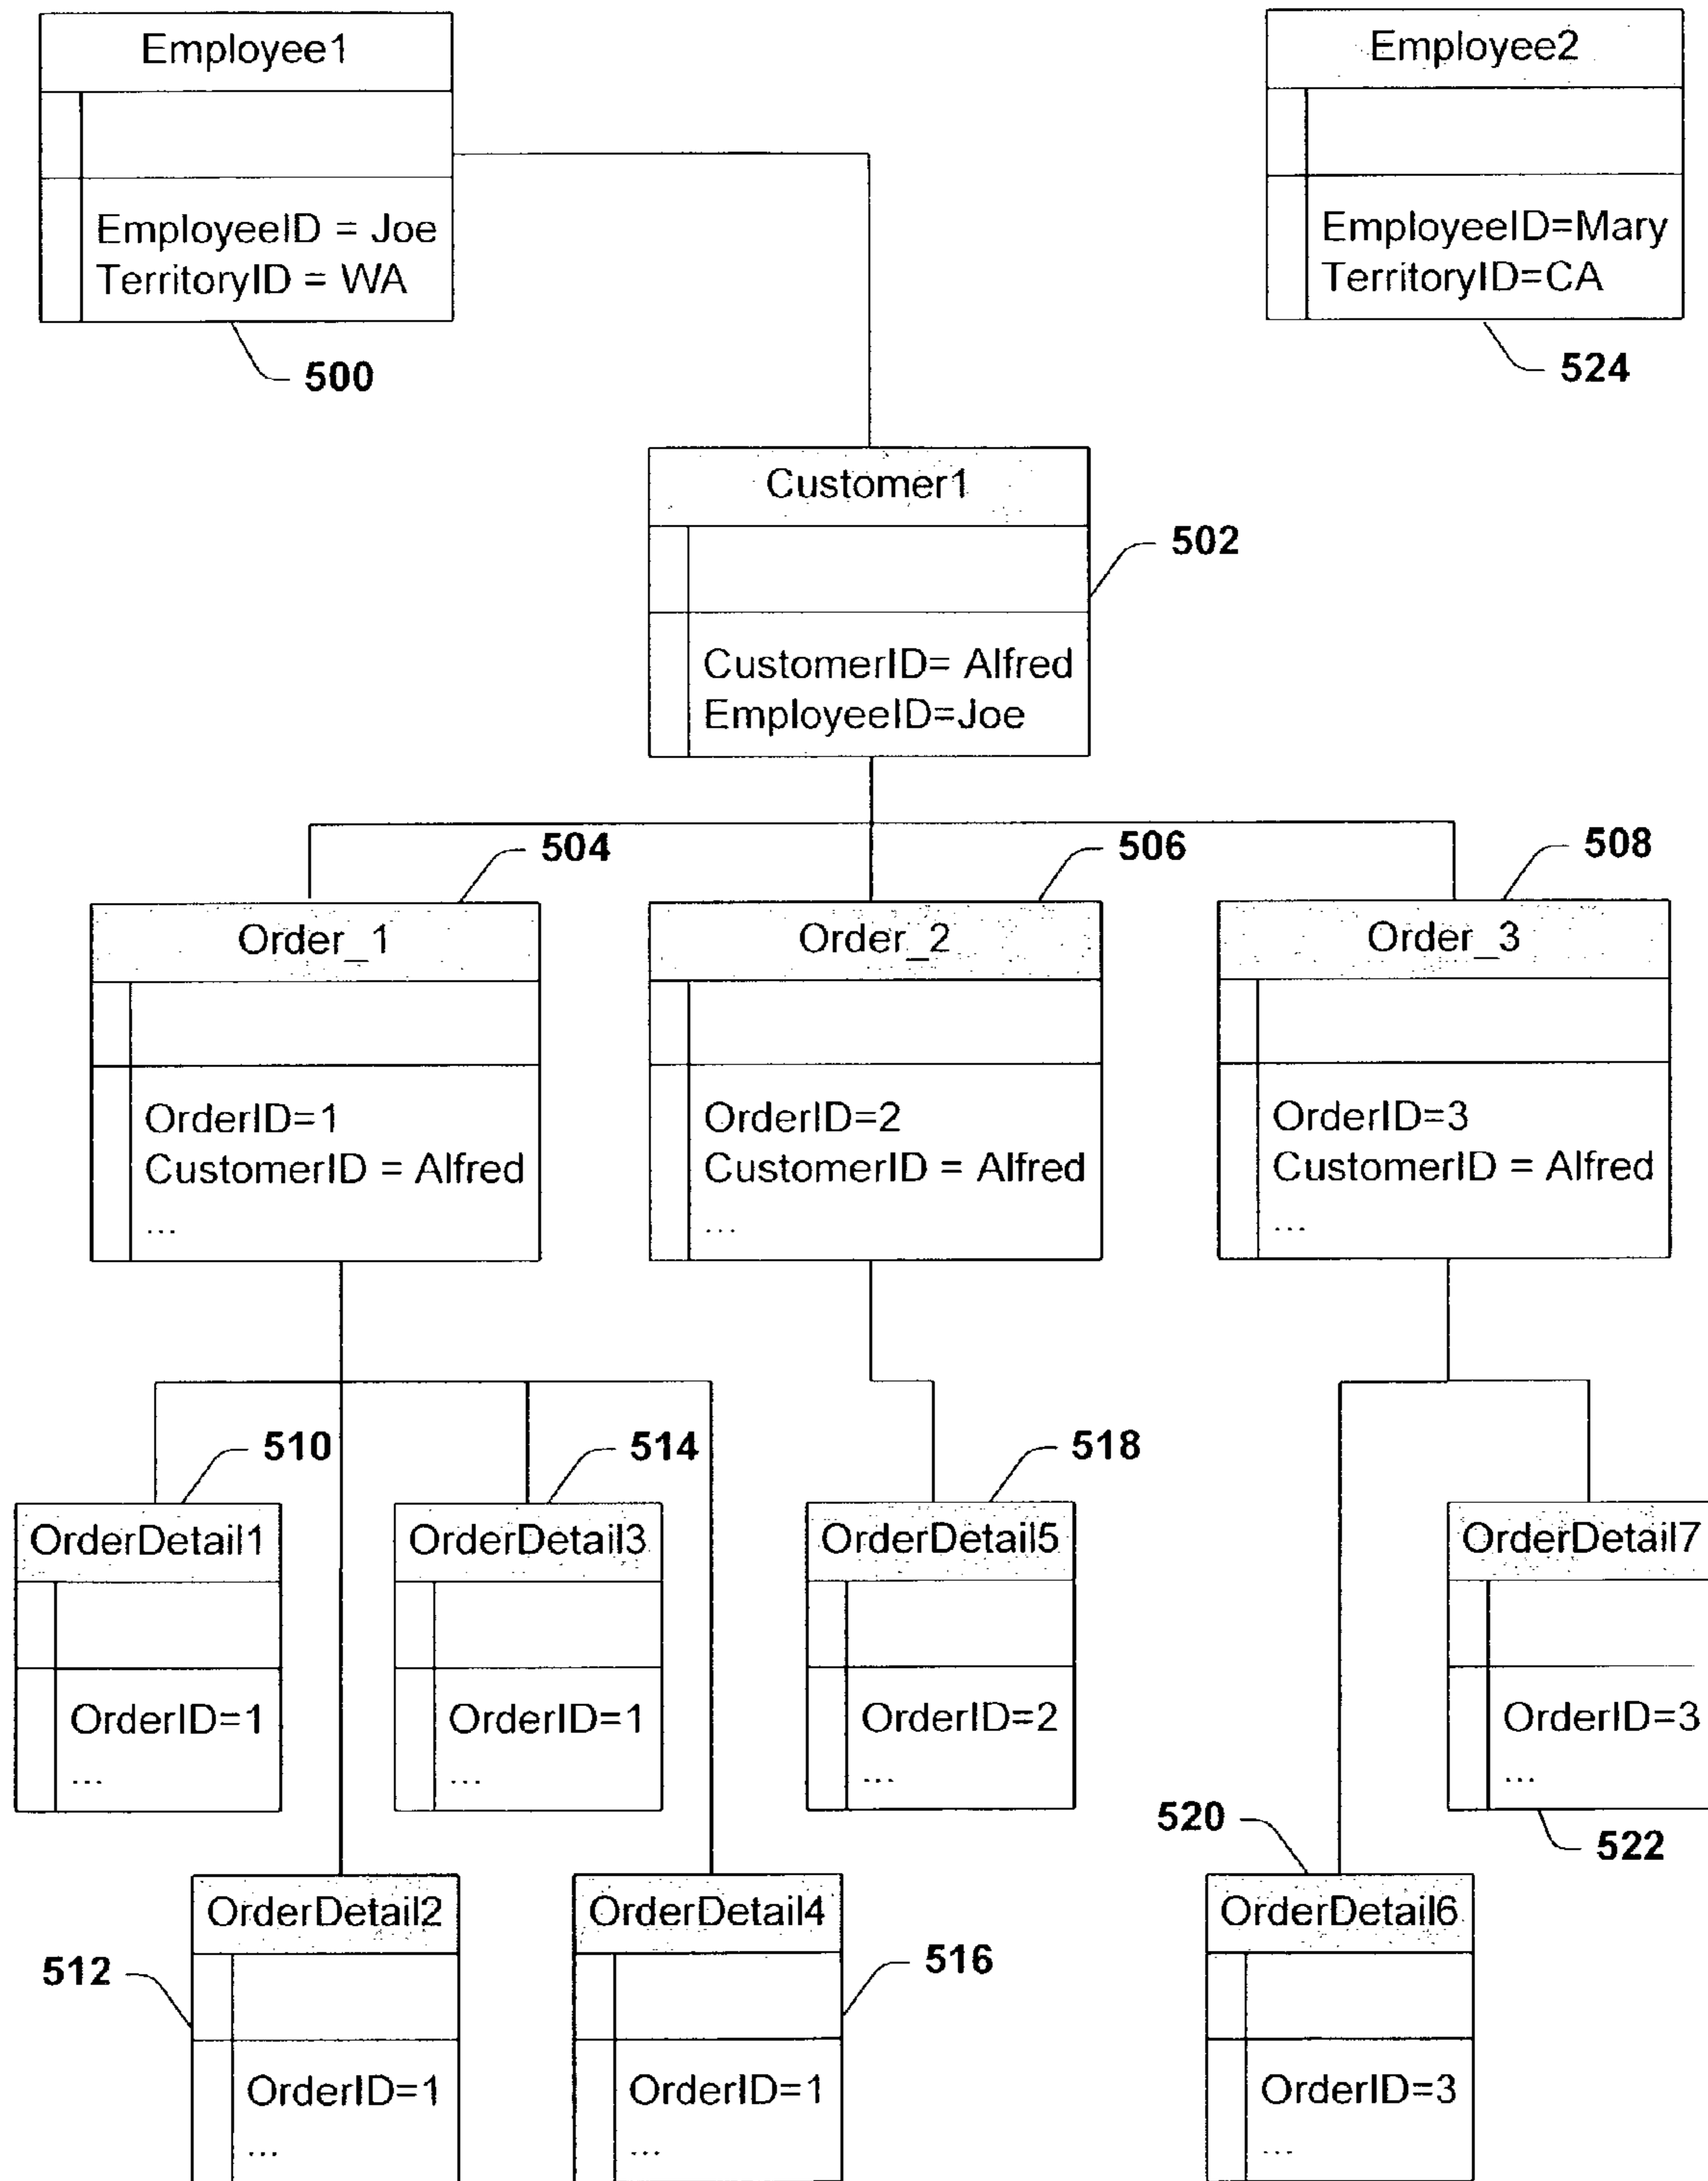 Employee1
EmployeeID = Joe
TerritoryID = WA
500
Employee2
EmployeeID=Mary
TerritoryID=CA
524
Customer1
502
CustomerID= Alfred
EmployeeID=Joe
504
506
508
Order_1
OrderID=1
CustomerID = Alfred
...
Order_2
OrderID=2
CustomerID = Alfred
...
Order_3
OrderID=3
CustomerID = Alfred
...
510
514
518
OrderDetail1
OrderID=1
...
OrderDetail3
OrderID=1
...
OrderDetail5
OrderID=2
...
OrderDetail7
OrderID=3
...
522
520
512
OrderDetail2
OrderID=1
...
OrderDetail4
516
OrderID=1
...
OrderDetail6
OrderID=3
...